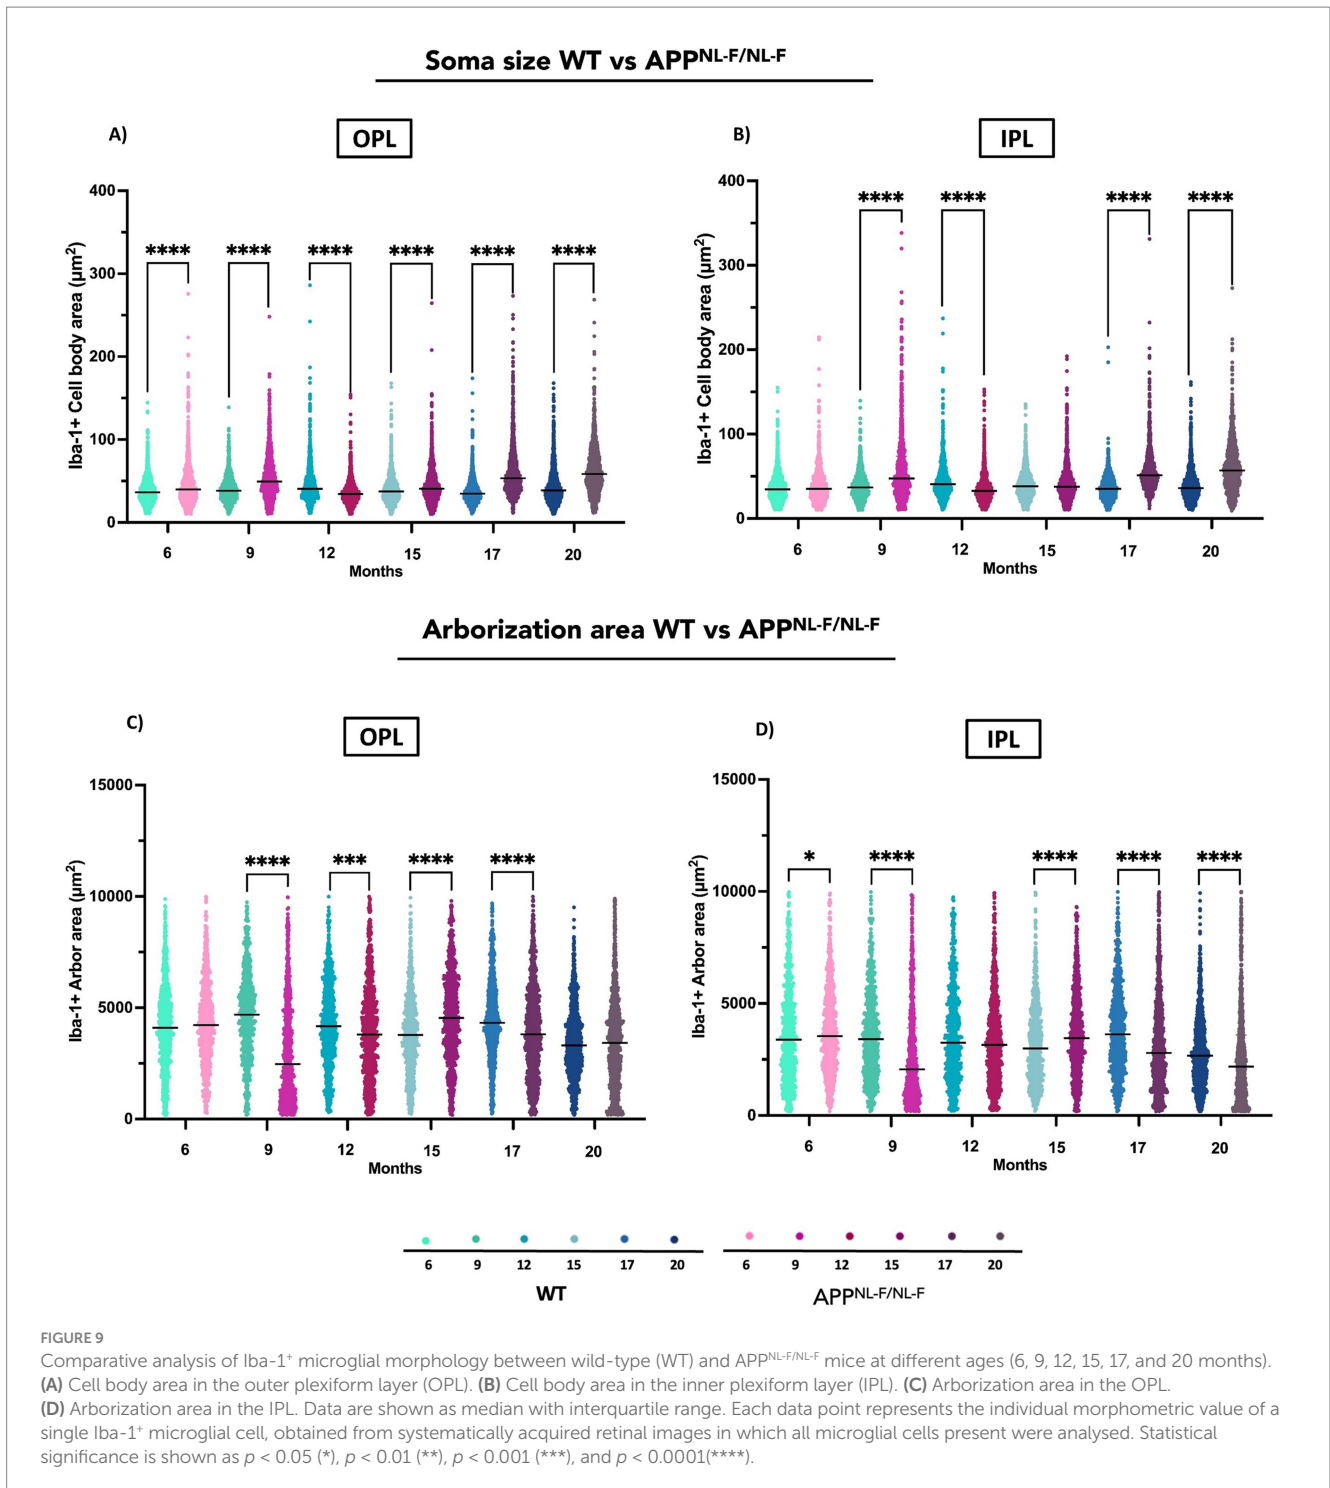 Soma size WT vs APP^NL-F/NL-F
A)
OPL
400
300
200
100
0
Iba-1+ Cell body area (µm²)
**** **** **** **** **** ****
6 9 12 15 17 20
Months
B)
IPL
400
300
200
100
0
Iba-1+ Cell body area (µm²)
**** **** **** ****
6 9 12 15 17 20
Months
Arborization area WT vs APP^NL-F/NL-F
C)
OPL
15000
10000
5000
0
Iba-1+ Arbor area (µm²)
**** *** **** ****
6 9 12 15 17 20
Months
D)
IPL
15000
10000
5000
0
Iba-1+ Arbor area (µm²)
* **** **** **** ****
6 9 12 15 17 20
Months
6 9 12 15 17 20
WT
6 9 12 15 17 20
APP^NL-F/NL-F
FIGURE 9
Comparative analysis of Iba-1⁺ microglial morphology between wild-type (WT) and APP^NL-F/NL-F mice at different ages (6, 9, 12, 15, 17, and 20 months).
(A) Cell body area in the outer plexiform layer (OPL). (B) Cell body area in the inner plexiform layer (IPL). (C) Arborization area in the OPL.
(D) Arborization area in the IPL. Data are shown as median with interquartile range. Each data point represents the individual morphometric value of a
single Iba-1⁺ microglial cell, obtained from systematically acquired retinal images in which all microglial cells present were analysed. Statistical
significance is shown as p < 0.05 (*), p < 0.01 (**), p < 0.001 (***), and p < 0.0001(****).